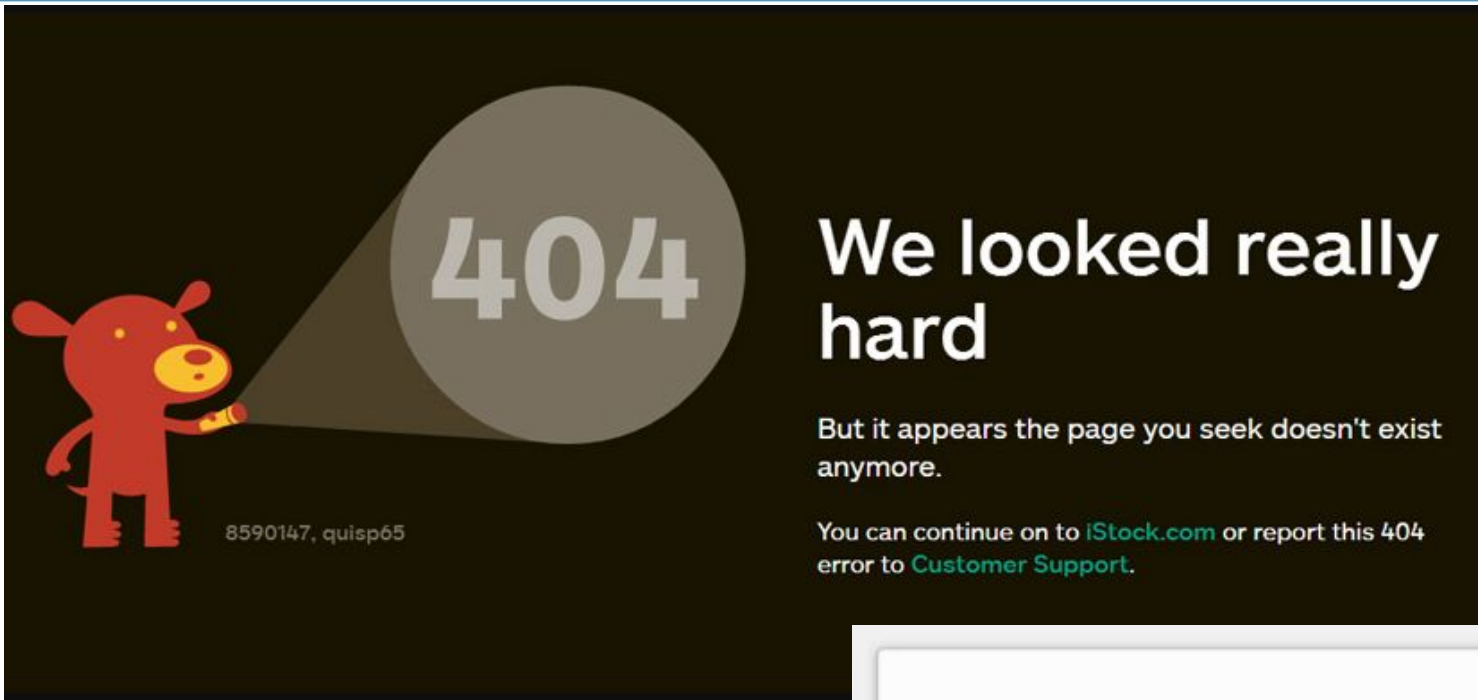 404
We looked really
hard
But it appears the page you seek doesn't exist
anymore.
You can continue on to iStock.com or report this 404
error to Customer Support.
8590147, quisp65